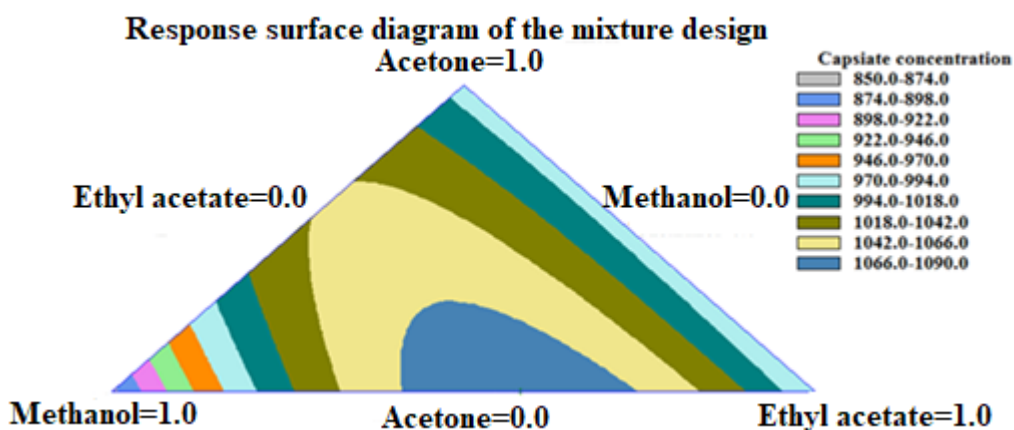 Response surface diagram of the mixture design
Acetone=1.0
Capsiate concentration
850.0-874.0
874.0-898.0
898.0-922.0
922.0-946.0
946.0-970.0
970.0-994.0
994.0-1018.0
1018.0-1042.0
1042.0-1066.0
1066.0-1090.0
Ethyl acetate=0.0
Methanol=0.0
Methanol=1.0
Acetone=0.0
Ethyl acetate=1.0